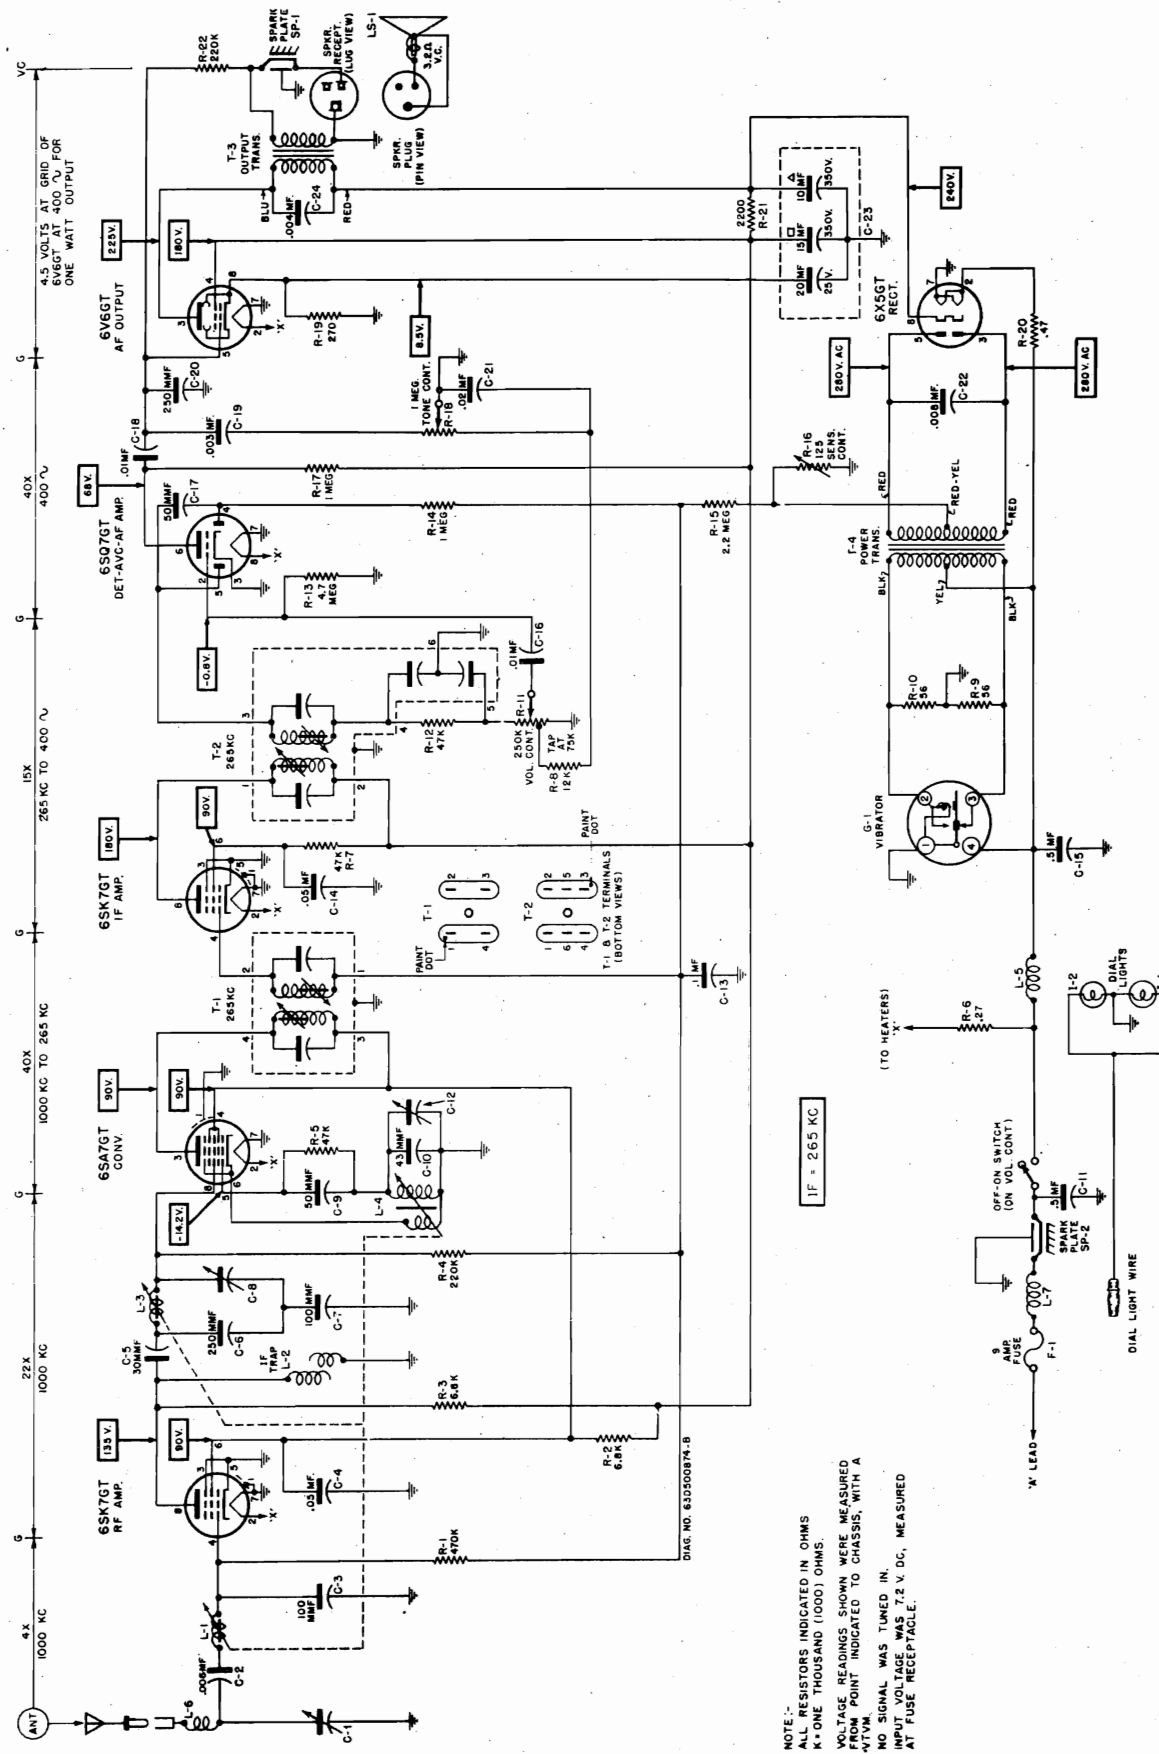 ANT
4X
1000 KC
G
22X
1000 KC
G
40X
1000 KC TO 265 KC
G
15X
265 KC TO 400 ~
G
40X
400 ~
G
4.5 VOLTS AT GRID OF
6V6GT AT 400 ~ FOR
ONE WATT OUTPUT
VC
6SK7GT
RF AMP.
135 V.
90V.
6SA7GT
CONV.
90V.
90V.
-14.2V.
6SK7GT
IF AMP.
180V.
90V.
6SQ7GT
DET-AVC-AF AMP.
68V.
-0.8V.
6V6GT
AF OUTPUT
225V.
180V.
8.5V.
L-6
C-1
.006MF.
C-2
L-1
100
MMF
C-3
R-1
470K
.05 MF.
C-4
R-2
6.8K
R-3
6.8K
C-5
30MMF
IF
TRAP
L-2
L-3
250 MMF
C-6
100 MMF
C-7
C-8
R-4
220K
50 MMF
C-9
R-5
47K
L-4
43 MMF
C-10
C-12
T-1
265KC
.05 MF
C-14
47K
R-7
T-2
265KC
R-12
47K
250K
VOL. CONT.
R-11
TAP
AT
75K
R-8
12K
.01MF
C-16
R-13
4.7
MEG
50 MMF
C-17
R-14
1 MEG
R-15
2.2 MEG
R-17
1 MEG
.01MF
C-18
.003 MF.
C-19
250 MMF
C-20
1 MEG.
TONE CONT.
R-18
.02 MF
C-21
R-19
270
T-3
OUTPUT
TRANS.
BLU
RED
.004 MF.
C-24
R-22
220K
SPARK
PLATE
SP-1
SPKR.
RECEPT.
(LUG VIEW)
LS-1
3.2Ω
V.C.
SPKR.
PLUG
(PIN VIEW)
2200
R-21
20 MF
25 V.
15 MF
350V.
10 MF
350V.
C-23
240V.
PAINT
DOT
T-1
1
2
4
3
T-2
1
2
6
5
4
3
PAINT
DOT
T-1 & T-2 TERMINALS
(BOTTOM VIEWS)
.1 MF
C-13
DIAG. NO. 63D500874-B
R-16
125
SENS.
CONT.
6X5GT
RECT.
280V. AC
280V. AC
.008 MF.
C-22
R-20
.47
RED
RED-YEL
RED
T-4
POWER
TRANS.
BLK
YEL
BLK
R-10
56
R-9
56
G-1
VIBRATOR
.5 MF
C-15
(TO HEATERS)
'X'
R-6
.27
L-5
I-2
DIAL
LIGHTS
IF = 265 KC
OFF-ON SWITCH
(ON VOL. CONT)
.5 MF
C-11
SPARK
PLATE
SP-2
L-7
9
AMP.
FUSE
F-1
'A' LEAD
DIAL LIGHT WIRE
NOTE:-
ALL RESISTORS INDICATED IN OHMS
K = ONE THOUSAND (1000) OHMS.
VOLTAGE READINGS SHOWN WERE MEASURED
FROM POINT INDICATED TO CHASSIS, WITH A
VTVM.
NO SIGNAL WAS TUNED IN.
INPUT VOLTAGE WAS 7.2 V. DC, MEASURED
AT FUSE RECEPTACLE.